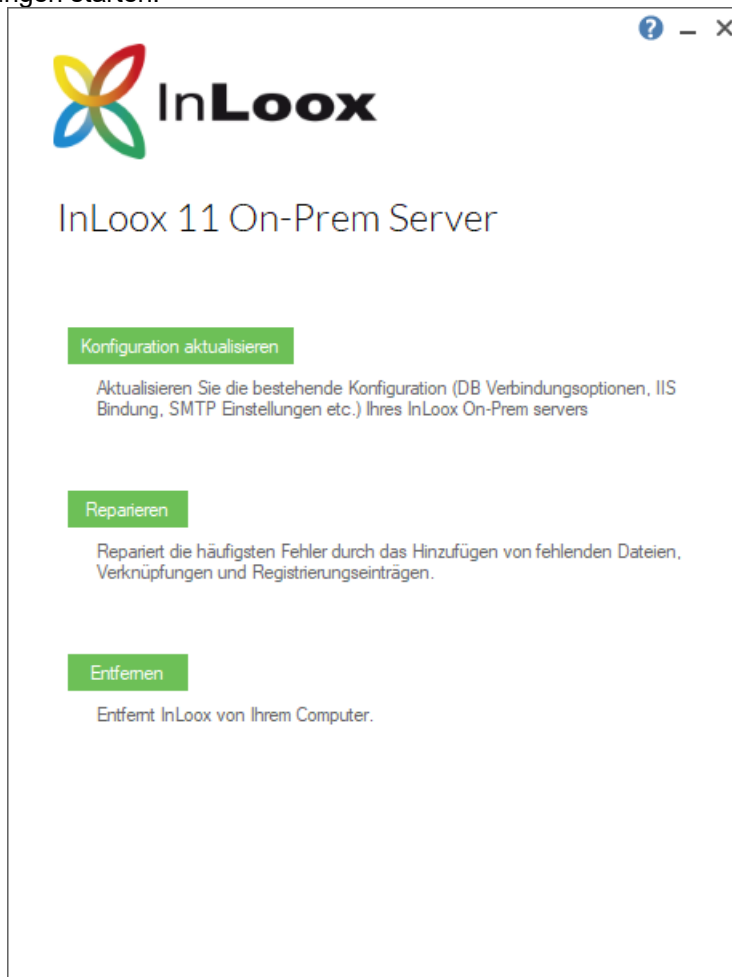 starten.
InLoox
InLoox 11 On-Prem Server
Konfiguration aktualisieren
Aktualisieren Sie die bestehende Konfiguration (DB Verbindungsoptionen, IIS
Bindung, SMTP Einstellungen etc.) Ihres InLoox On-Prem servers
Reparieren
Repariert die häufigsten Fehler durch das Hinzufügen von fehlenden Dateien,
Verknüpfungen und Registrierungseinträgen.
Entfernen
Entfernt InLoox von Ihrem Computer.